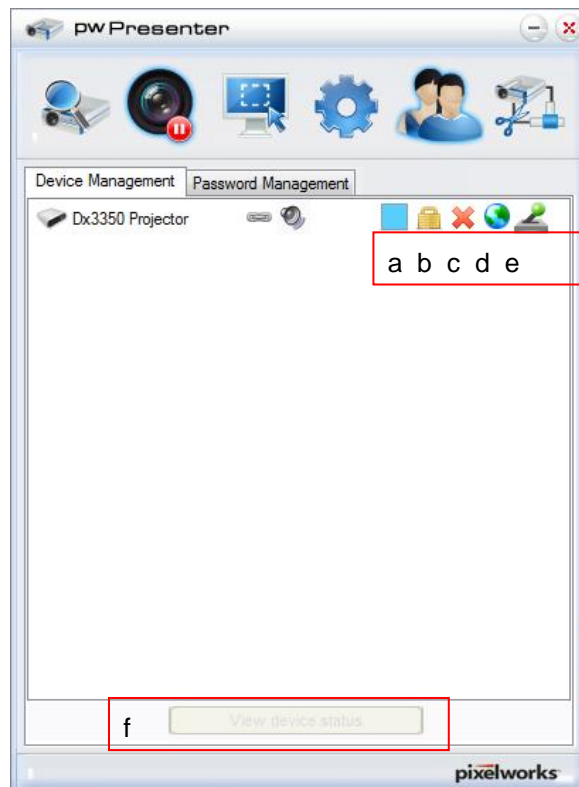 pwPresenter
Device Management Password Management
Dx3350 Projector
a b c d e
f View device status
pixelworks